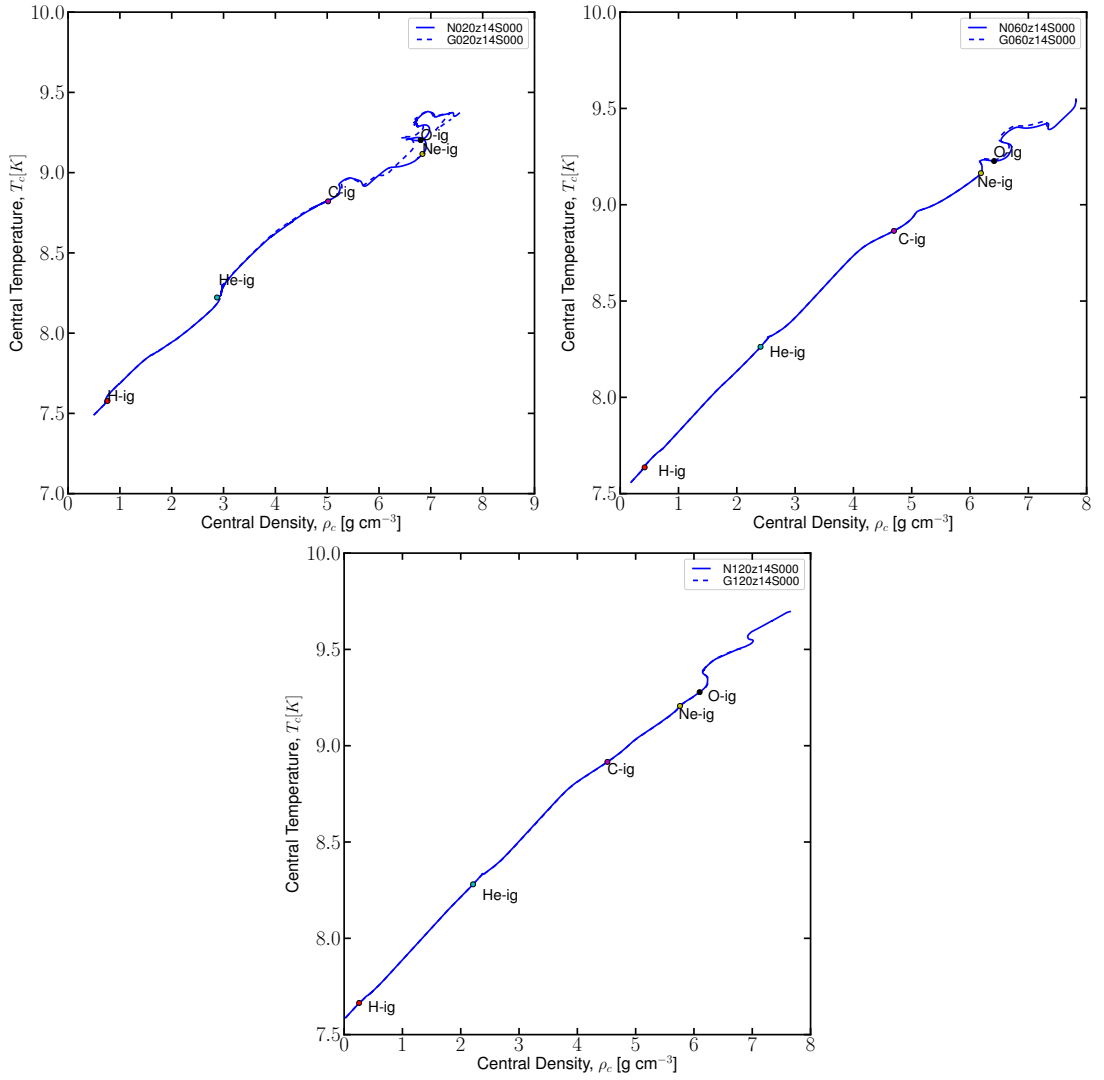 10.0
9.5
9.0
8.5
8.0
7.5
7.0
Central Temperature, T_c[K]
N020z14S000
G020z14S000
O-ig
Ne-ig
C-ig
He-ig
H-ig
0 1 2 3 4 5 6 7 8 9
Central Density, ρ_c [g cm⁻³]
10.0
9.5
9.0
8.5
8.0
7.5
Central Temperature, T_c[K]
N060z14S000
G060z14S000
O-ig
Ne-ig
C-ig
He-ig
H-ig
0 1 2 3 4 5 6 7 8
Central Density, ρ_c [g cm⁻³]
10.0
9.5
9.0
8.5
8.0
7.5
Central Temperature, T_c[K]
N120z14S000
G120z14S000
O-ig
Ne-ig
C-ig
He-ig
H-ig
0 1 2 3 4 5 6 7 8
Central Density, ρ_c [g cm⁻³]